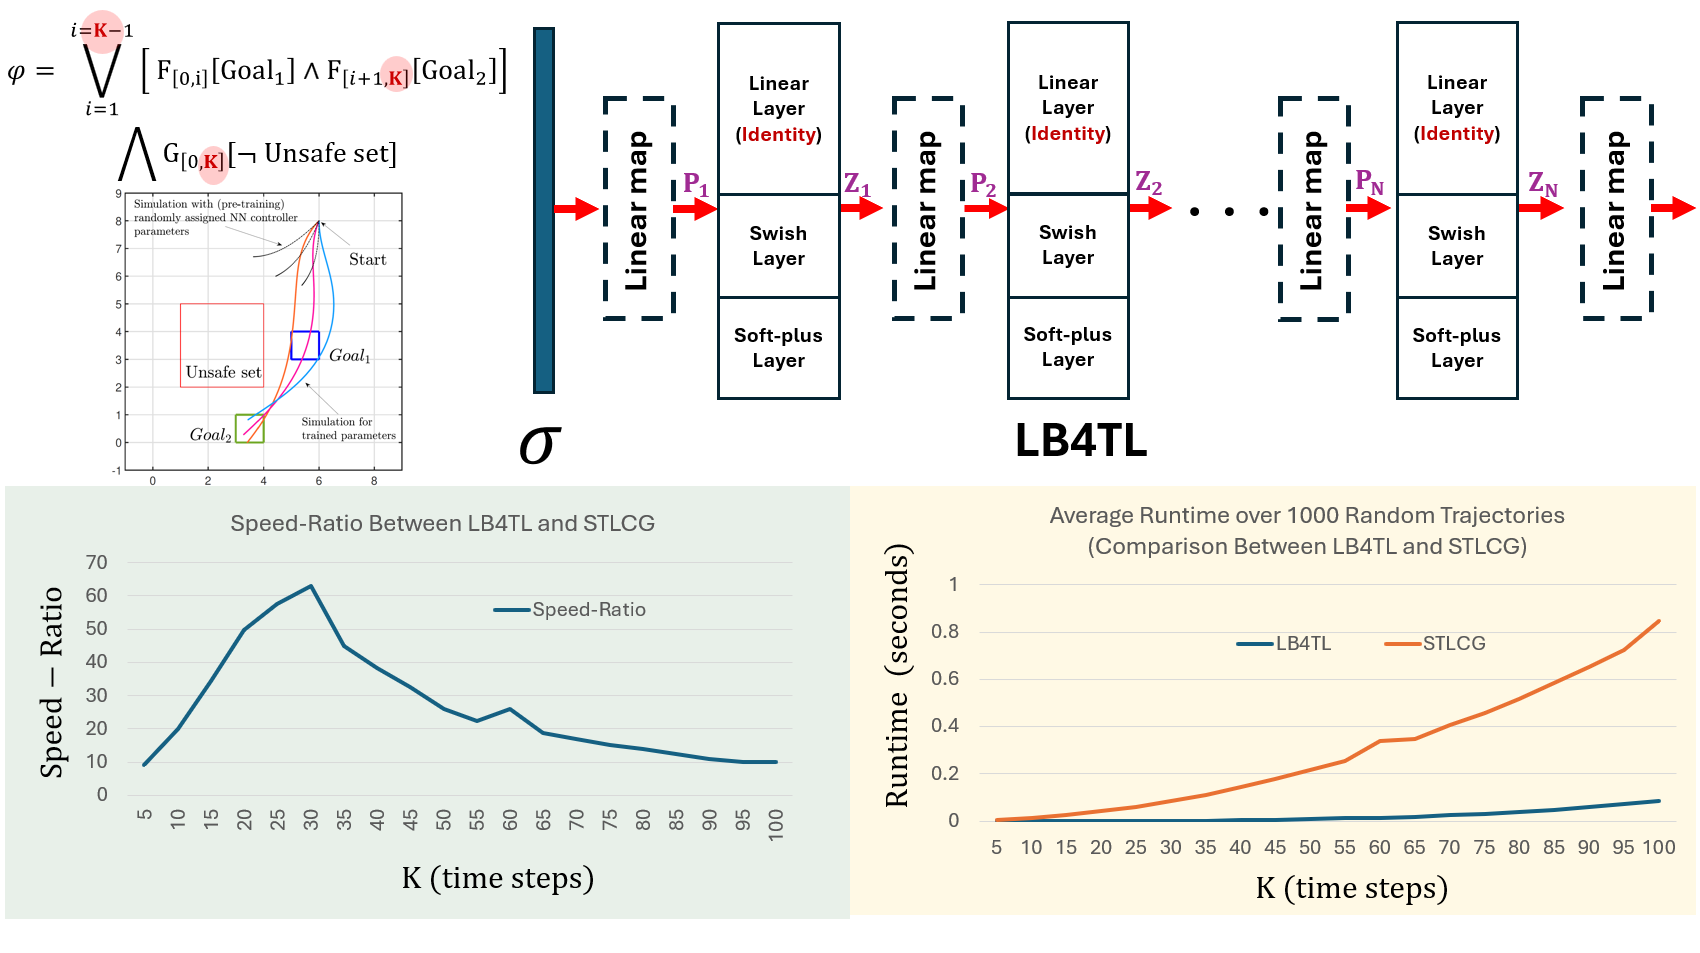 i=K−1
φ = ⋁ [ F[0,i][Goal1] ∧ F[i+1,K][Goal2]]
i=1
⋀ G[0,K][¬ Unsafe set]
9
8
7
6
5
4
3
2
1
0
-1
0 2 4 6 8
Simulation with (pre-training)
randomly assigned NN controller
parameters
Start
Goal1
Unsafe set
Goal2
Simulation for
trained parameters
σ
Linear map
P1
Linear
Layer
(Identity)
Swish
Layer
Soft-plus
Layer
Z1
Linear map
P2
Linear
Layer
(Identity)
Swish
Layer
Soft-plus
Layer
Z2
. . .
Linear map
PN
Linear
Layer
(Identity)
Swish
Layer
Soft-plus
Layer
ZN
Linear map
LB4TL
Speed-Ratio Between LB4TL and STLCG
Speed − Ratio
70
60
50
40
30
20
10
0
Speed-Ratio
5 10 15 20 25 30 35 40 45 50 55 60 65 70 75 80 85 90 95 100
K (time steps)
Average Runtime over 1000 Random Trajectories
(Comparison Between LB4TL and STLCG)
Runtime (seconds)
1
0.8
0.6
0.4
0.2
0
LB4TL STLCG
5 10 15 20 25 30 35 40 45 50 55 60 65 70 75 80 85 90 95 100
K (time steps)